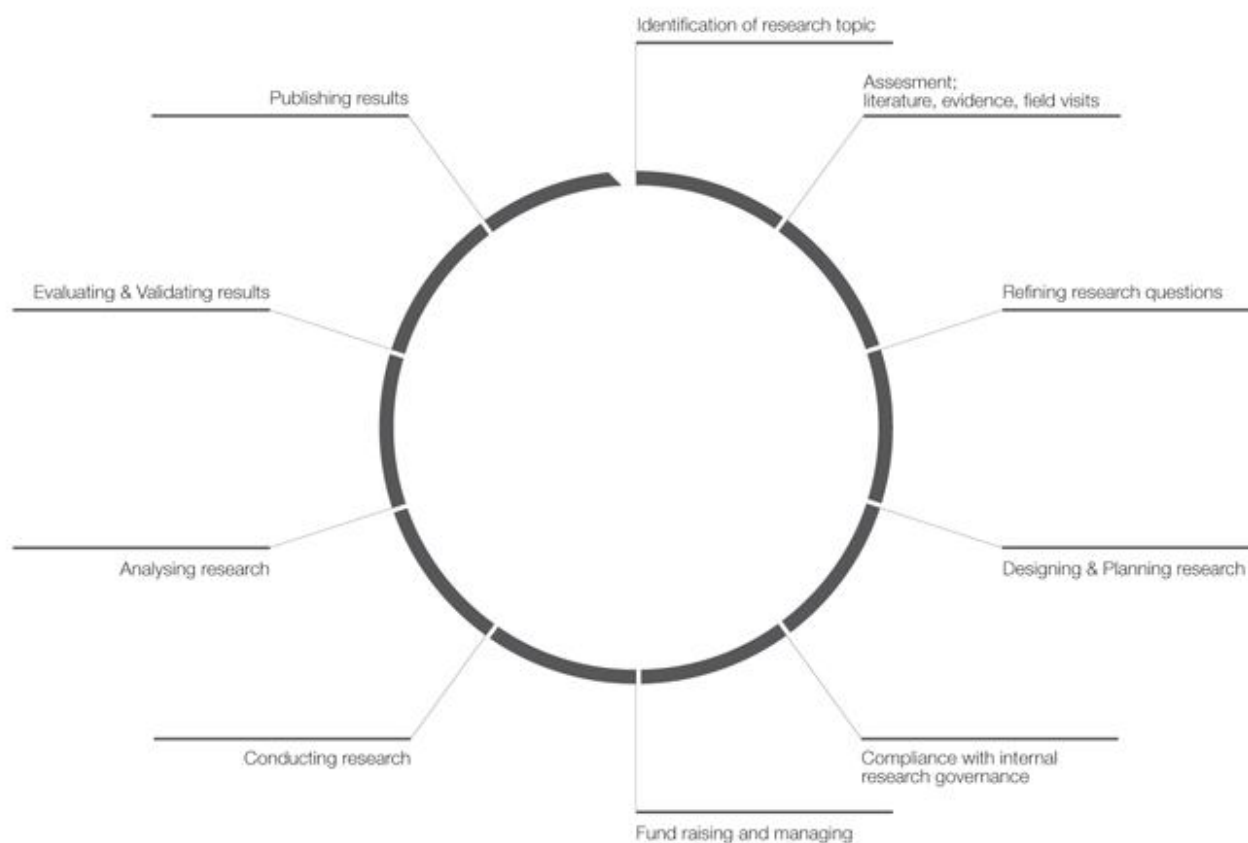 Identification of research topic
Assesment;
literature, evidence, field visits
Refining research questions
Designing & Planning research
Compliance with internal
research governance
Fund raising and managing
Conducting research
Analysing research
Evaluating & Validating results
Publishing results